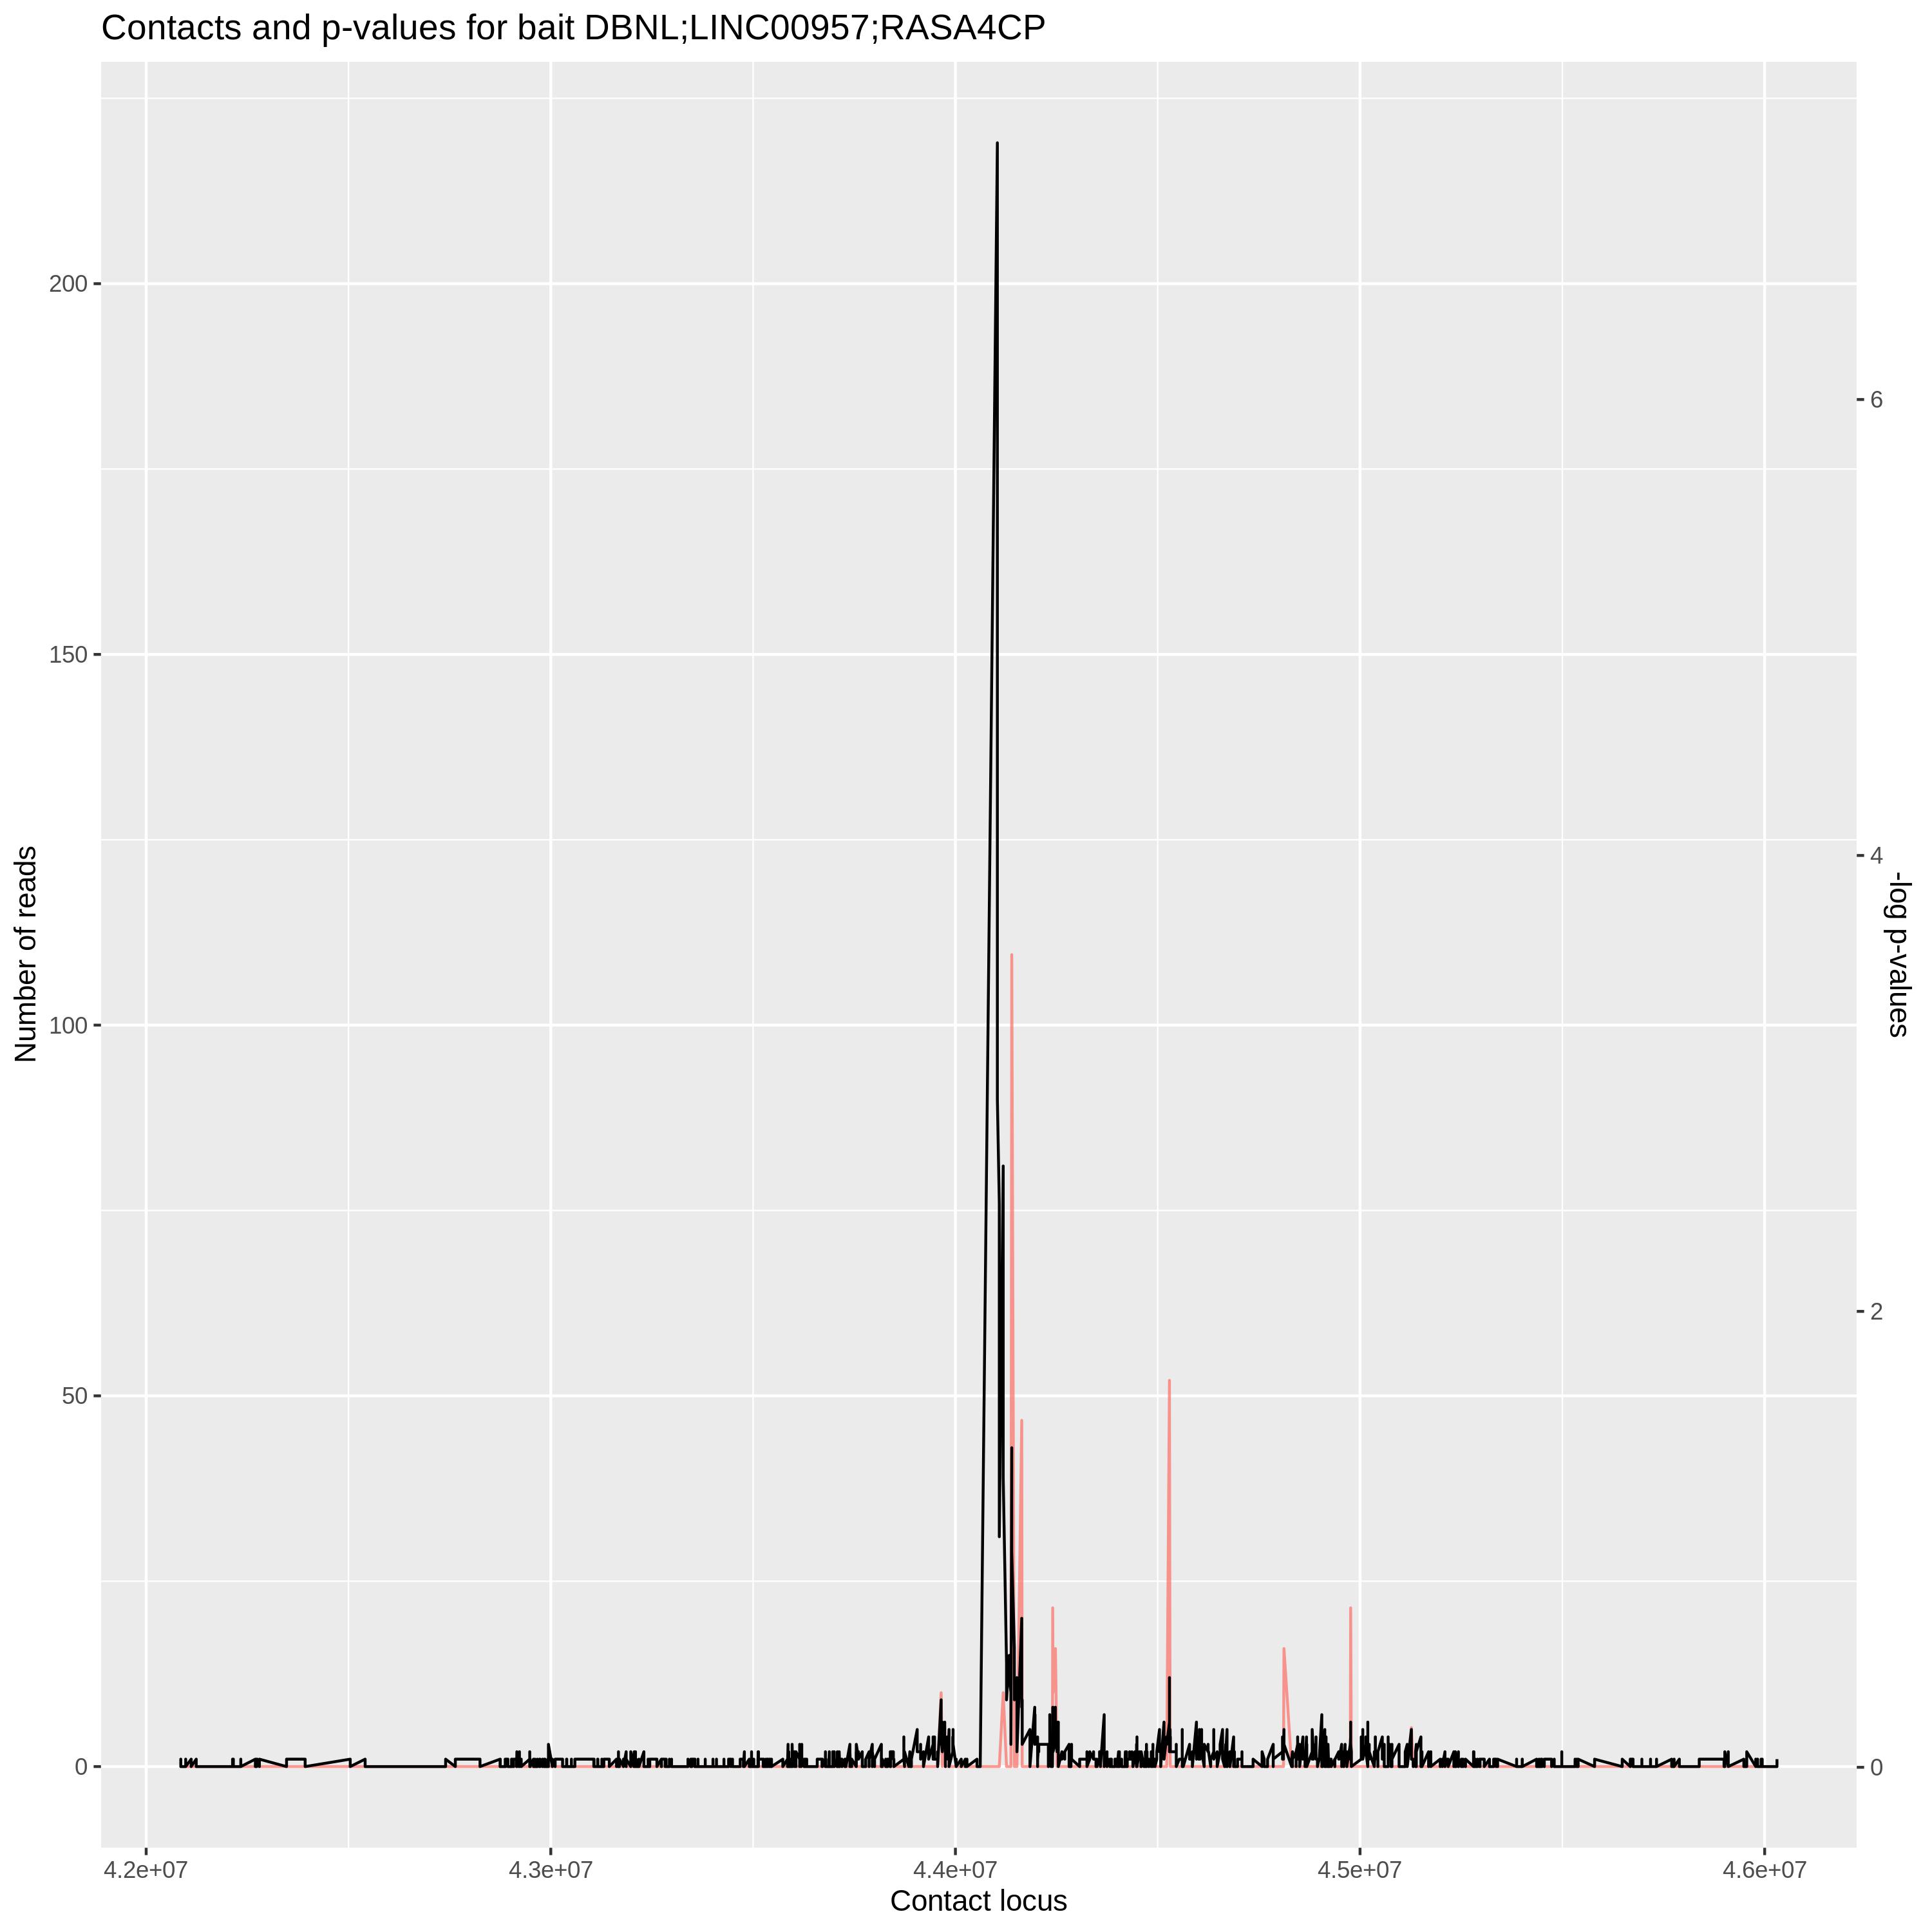 Contacts and p-values for bait DBNL;LINC00957;RASA4CP
200
150
100
50
0
Number of reads
6
4
2
0
-log p-values
4.2e+07
4.3e+07
4.4e+07
4.5e+07
4.6e+07
Contact locus